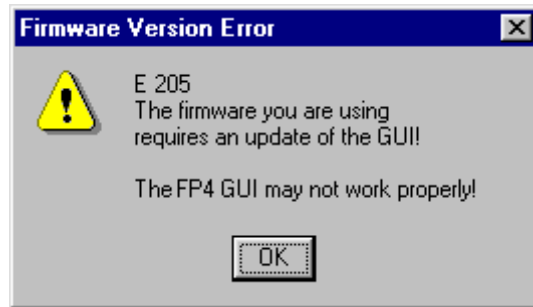 Firmware Version Error
E 205
The firmware you are using
requires an update of the GUI!
The FP4 GUI may not work properly!
OK